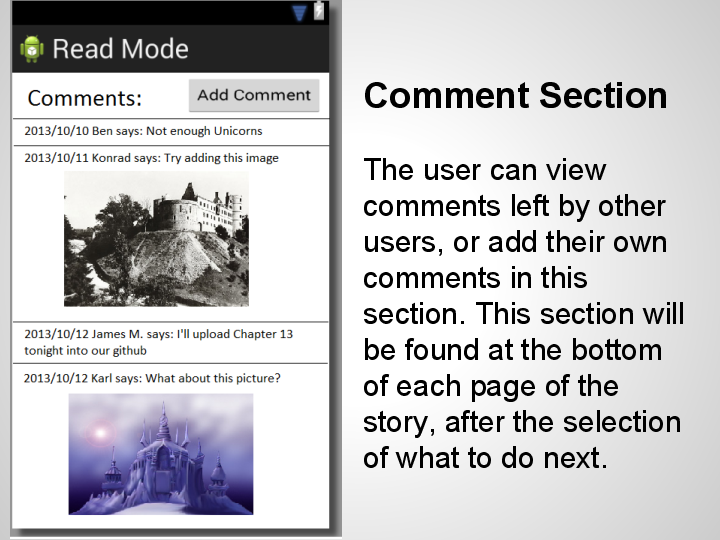 Read Mode
Comments:
Add Comment
2013/10/10 Ben says: Not enough Unicorns
2013/10/11 Konrad says: Try adding this image
2013/10/12 James M. says: I'll upload Chapter 13
tonight into our github
2013/10/12 Karl says: What about this picture?
Comment Section
The user can view
comments left by other
users, or add their own
comments in this
section. This section will
be found at the bottom
of each page of the
story, after the selection
of what to do next.